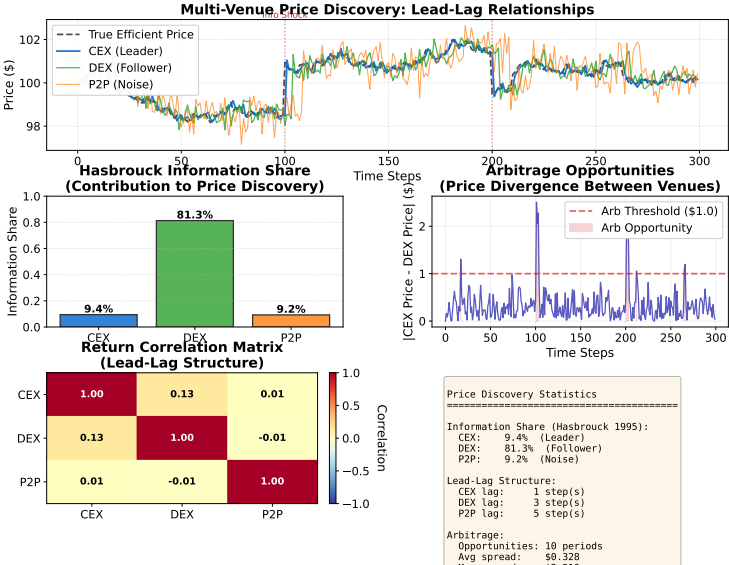 Multi-Venue Price Discovery: Lead-Lag Relationships
Info Shock
True Efficient Price
CEX (Leader)
DEX (Follower)
P2P (Noise)
Price ($)
102
100
98
0
50
100
150
200
250
300
Time Steps
Hasbrouck Information Share
(Contribution to Price Discovery)
Information Share
1.0
0.8
0.6
0.4
0.2
0.0
9.4%
81.3%
9.2%
CEX
DEX
P2P
Arbitrage Opportunities
(Price Divergence Between Venues)
|CEX Price - DEX Price| ($)
Arb Threshold ($1.0)
Arb Opportunity
2
1
0
0
50
100
150
200
250
300
Time Steps
Return Correlation Matrix
(Lead-Lag Structure)
CEX
DEX
P2P
1.00
0.13
0.01
0.13
1.00
-0.01
0.01
-0.01
1.00
CEX
DEX
P2P
1.0
0.5
0.0
−0.5
−1.0
Correlation
Price Discovery Statistics
========================================
Information Share (Hasbrouck 1995):
CEX: 9.4% (Leader)
DEX: 81.3% (Follower)
P2P: 9.2% (Noise)
Lead-Lag Structure:
CEX lag: 1 step(s)
DEX lag: 3 step(s)
P2P lag: 5 step(s)
Arbitrage:
Opportunities: 10 periods
Avg spread: $0.328